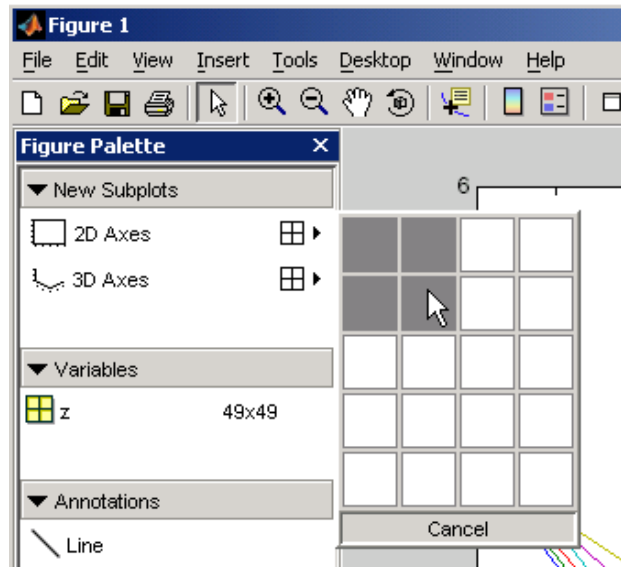 Figure 1
File Edit View Insert Tools Desktop Window Help
Figure Palette
New Subplots
2D Axes
3D Axes
Variables
z 49x49
Annotations
Line
6
Cancel